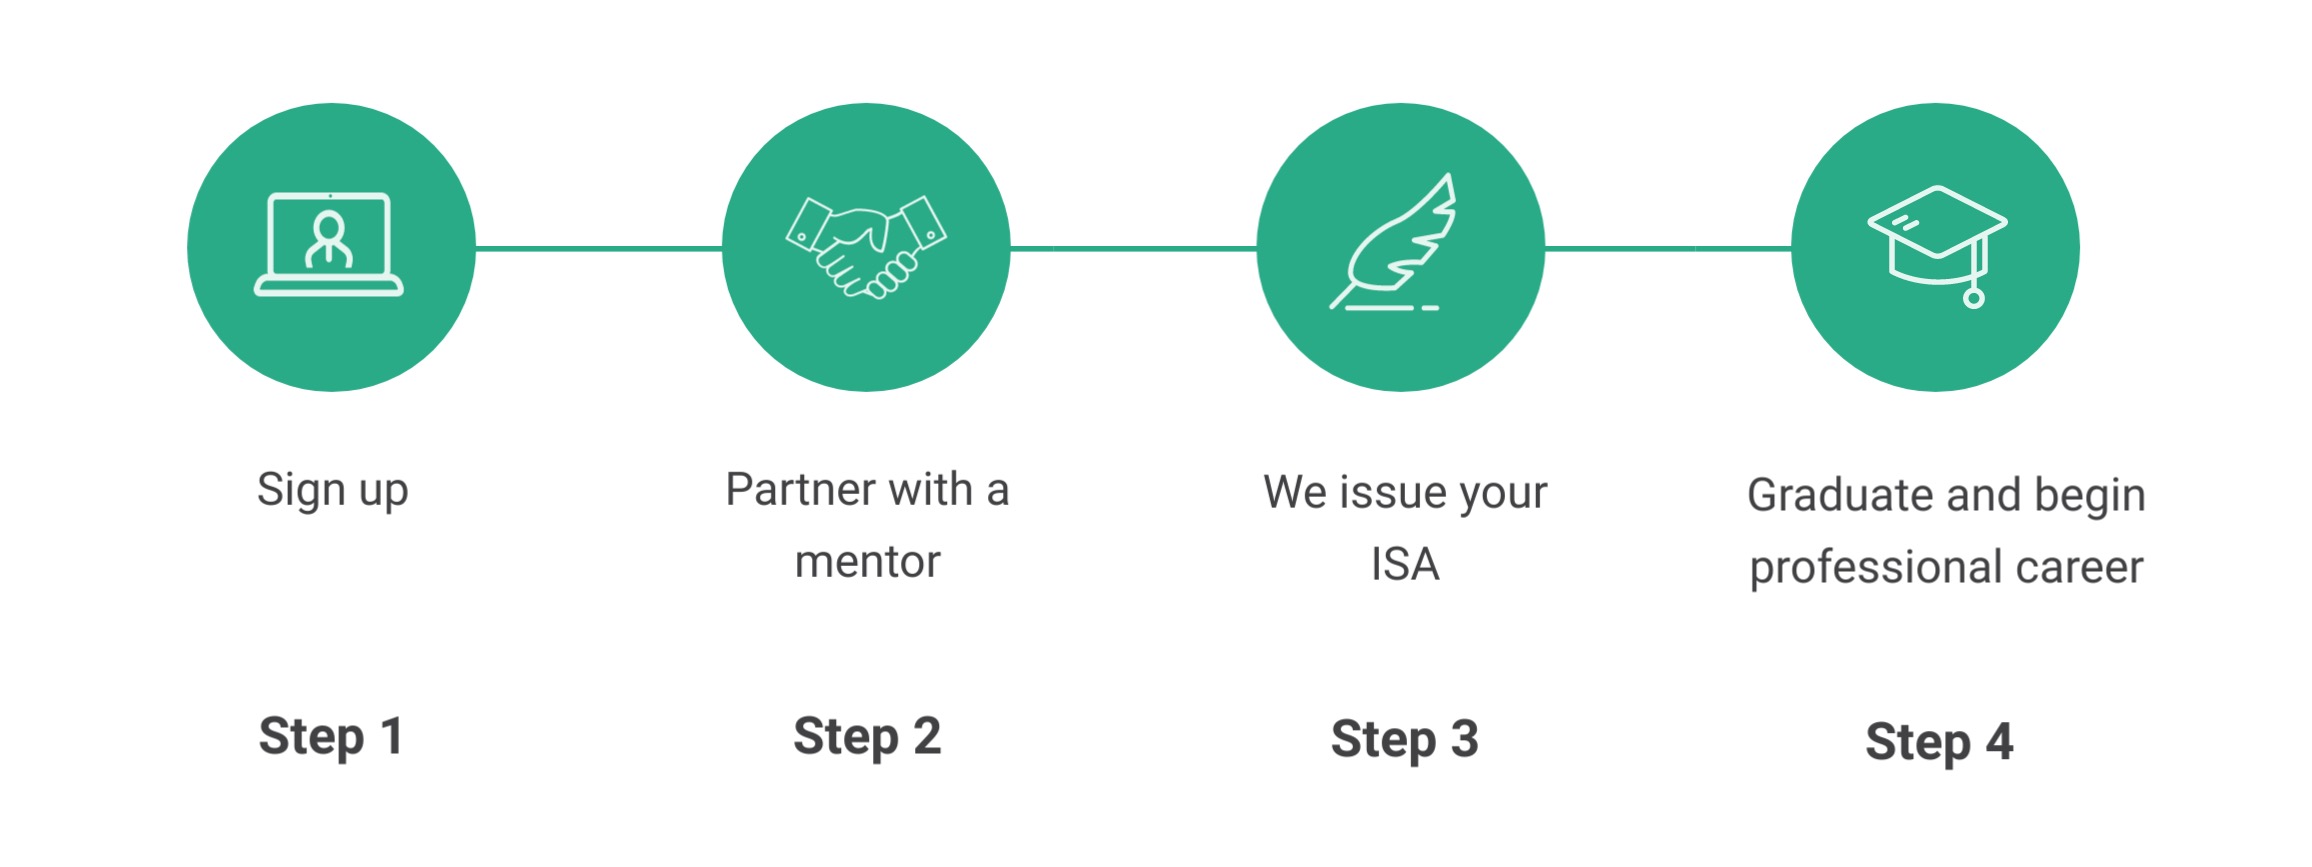 Sign up
Partner with a
mentor
We issue your
ISA
Graduate and begin
professional career
Step 1
Step 2
Step 3
Step 4